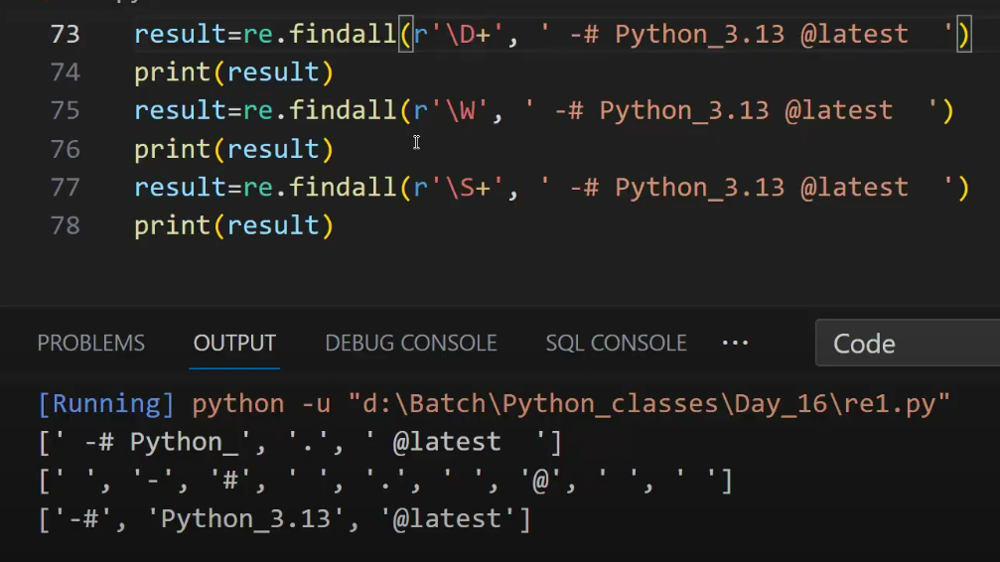 73 result=re.findall(r'\D+', ' -# Python_3.13 @latest  ')
74 print(result)
75 result=re.findall(r'\W', ' -# Python_3.13 @latest  ')
76 print(result)
77 result=re.findall(r'\S+', ' -# Python_3.13 @latest  ')
78 print(result)
PROBLEMS OUTPUT DEBUG CONSOLE SQL CONSOLE ··· Code
[Running] python -u "d:\Batch\Python_classes\Day_16\re1.py"
[' -# Python_', '.', ' @latest  ']
[' ', '-', '#', ' ', '.', ' ', '@', ' ', ' ']
['-#', 'Python_3.13', '@latest']